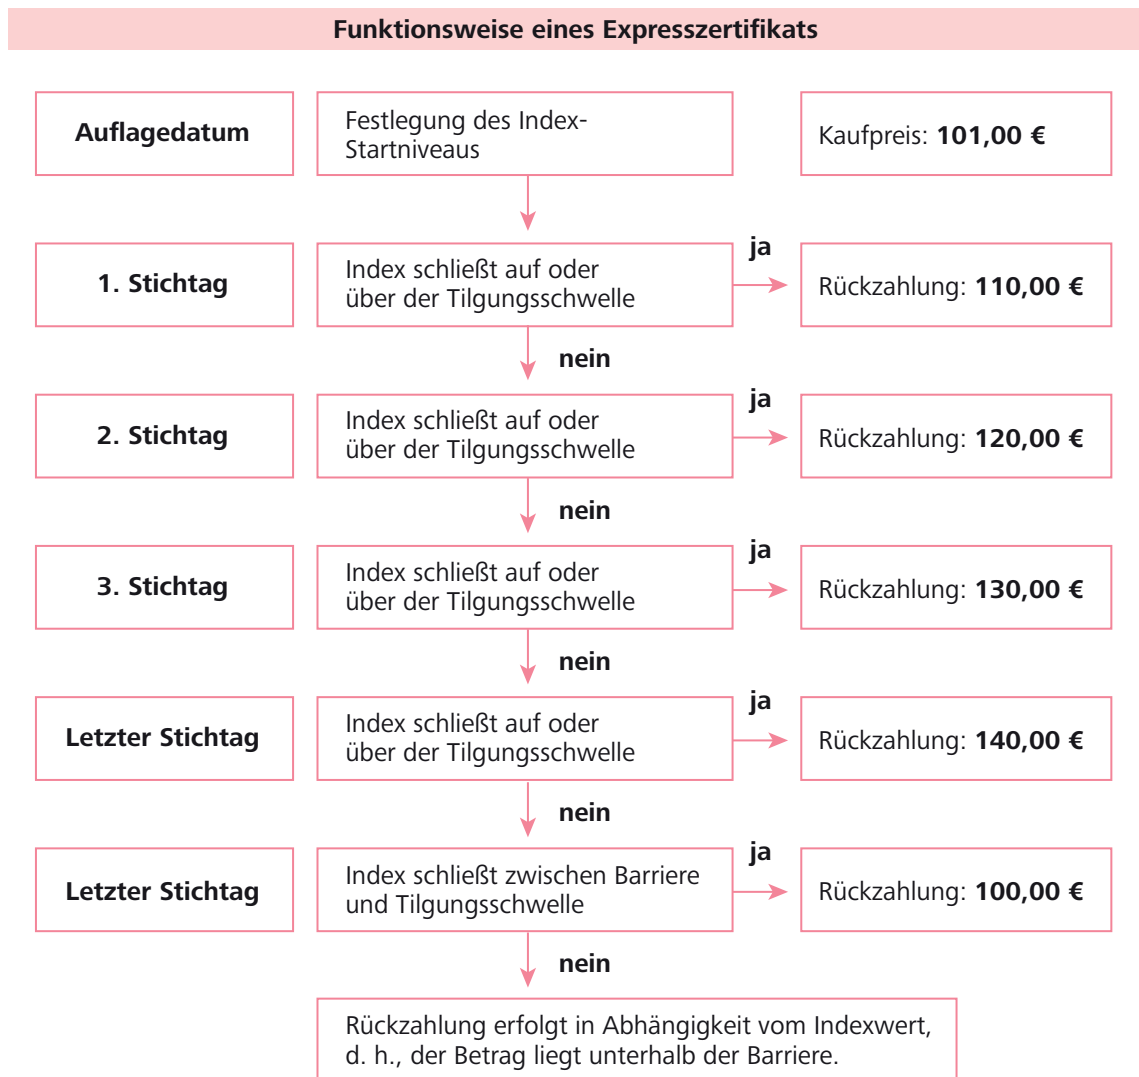 Funktionsweise eines Expresszertifikats
Auflagedatum
Festlegung des Index-
Startniveaus
Kaufpreis: 101,00 €
1. Stichtag
Index schließt auf oder
über der Tilgungsschwelle
ja
Rückzahlung: 110,00 €
nein
2. Stichtag
Index schließt auf oder
über der Tilgungsschwelle
ja
Rückzahlung: 120,00 €
nein
3. Stichtag
Index schließt auf oder
über der Tilgungsschwelle
ja
Rückzahlung: 130,00 €
nein
Letzter Stichtag
Index schließt auf oder
über der Tilgungsschwelle
ja
Rückzahlung: 140,00 €
nein
Letzter Stichtag
Index schließt zwischen Barriere
und Tilgungsschwelle
ja
Rückzahlung: 100,00 €
nein
Rückzahlung erfolgt in Abhängigkeit vom Indexwert,
d. h., der Betrag liegt unterhalb der Barriere.